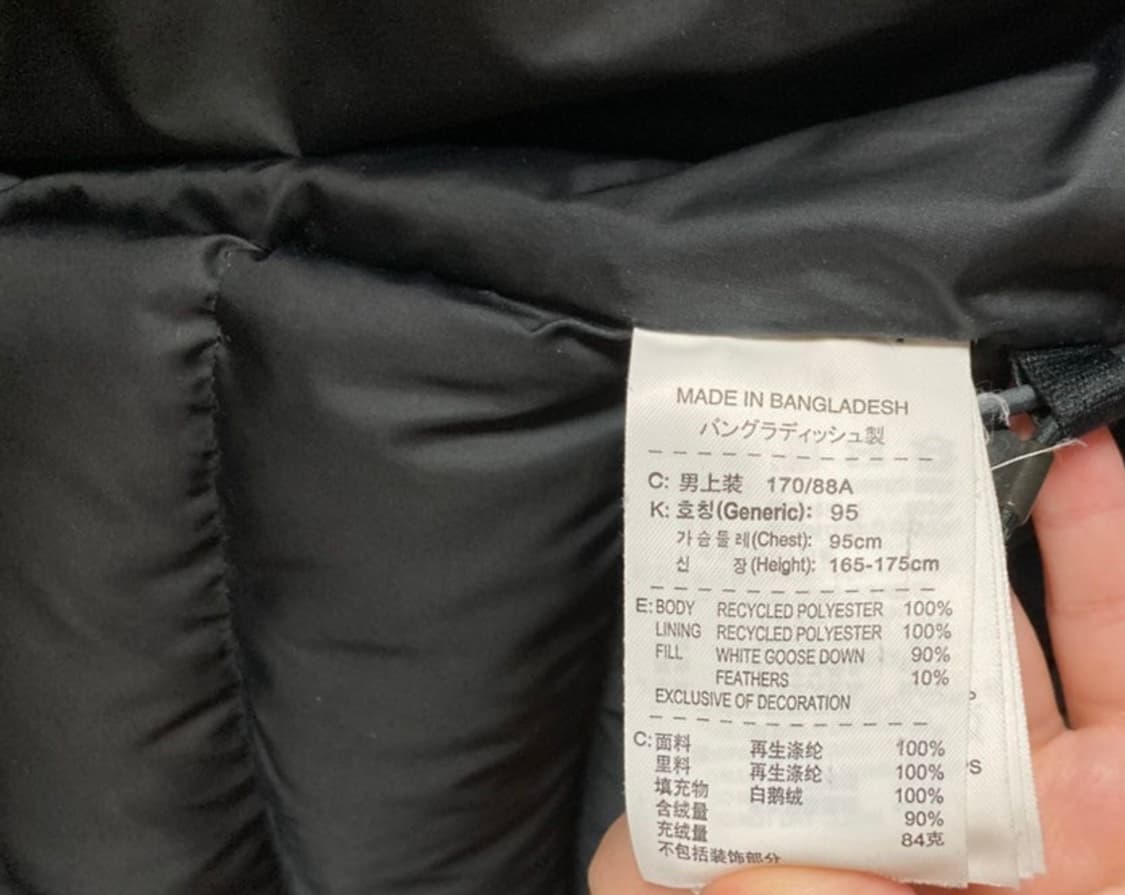 MADE IN BANGLADESH
バングラディッシュ製
C: 男上装 170/88A
K: 호칭(Generic): 95
가슴둘레(Chest): 95cm
신 장(Height): 165-175cm
E: BODY RECYCLED POLYESTER 100%
LINING RECYCLED POLYESTER 100%
FILL WHITE GOOSE DOWN 90%
FEATHERS 10%
EXCLUSIVE OF DECORATION
C: 面料 再生涤纶 100%
里料 再生涤纶 100%
填充物 白鹅绒 100%
含绒量 90%
充绒量 84克
不包括装饰部分